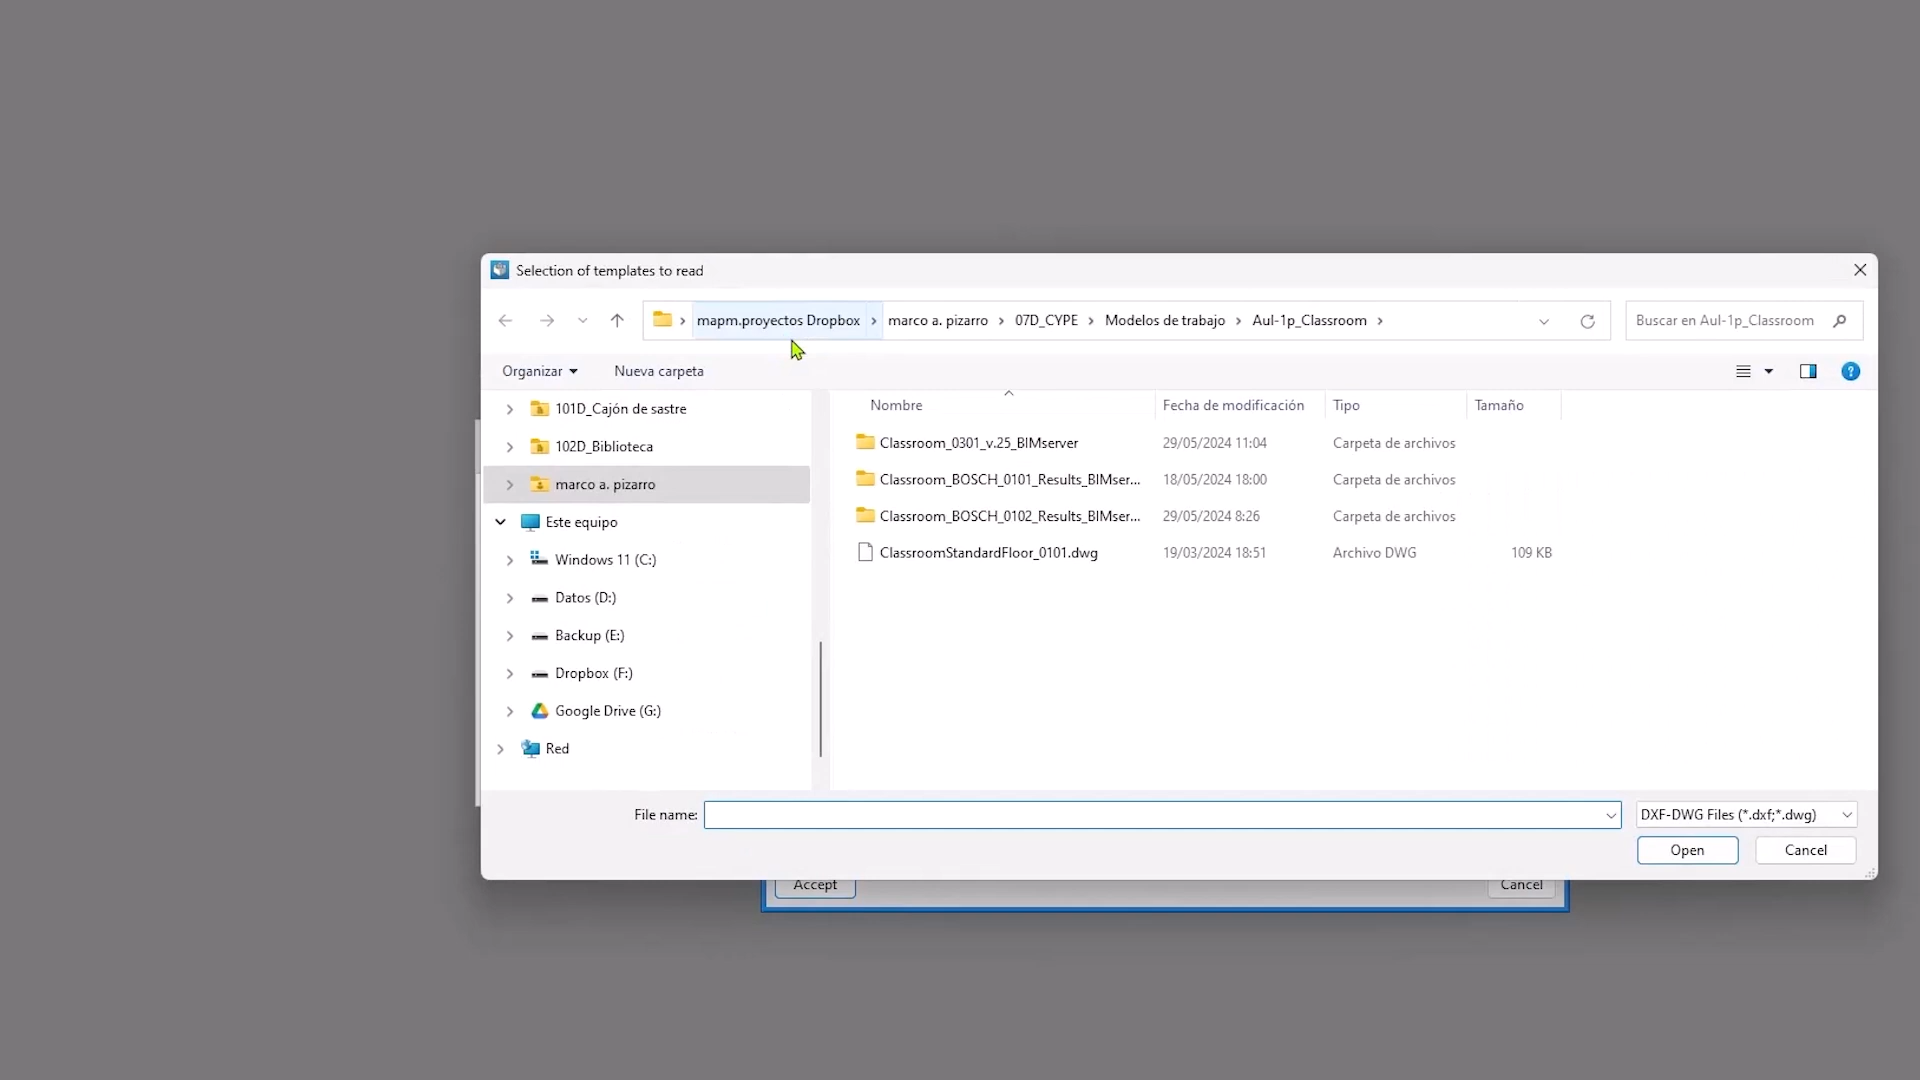 Selection of templates to read
mapm.proyectos Dropbox > marco a. pizarro > 07D_CYPE > Modelos de trabajo > Aul-1p_Classroom >
Buscar en Aul-1p_Classroom
Organizar
Nueva carpeta
101D_Cajón de sastre
102D_Biblioteca
marco a. pizarro
Este equipo
Windows 11 (C:)
Datos (D:)
Backup (E:)
Dropbox (F:)
Google Drive (G:)
Red
Nombre Fecha de modificación Tipo Tamaño
Classroom_0301_v.25_BIMserver 29/05/2024 11:04 Carpeta de archivos
Classroom_BOSCH_0101_Results_BIMser... 18/05/2024 18:00 Carpeta de archivos
Classroom_BOSCH_0102_Results_BIMser... 29/05/2024 8:26 Carpeta de archivos
ClassroomStandardFloor_0101.dwg 19/03/2024 18:51 Archivo DWG 109 KB
File name:
DXF-DWG Files (*.dxf;*.dwg)
Open
Cancel
Accept
Cancel